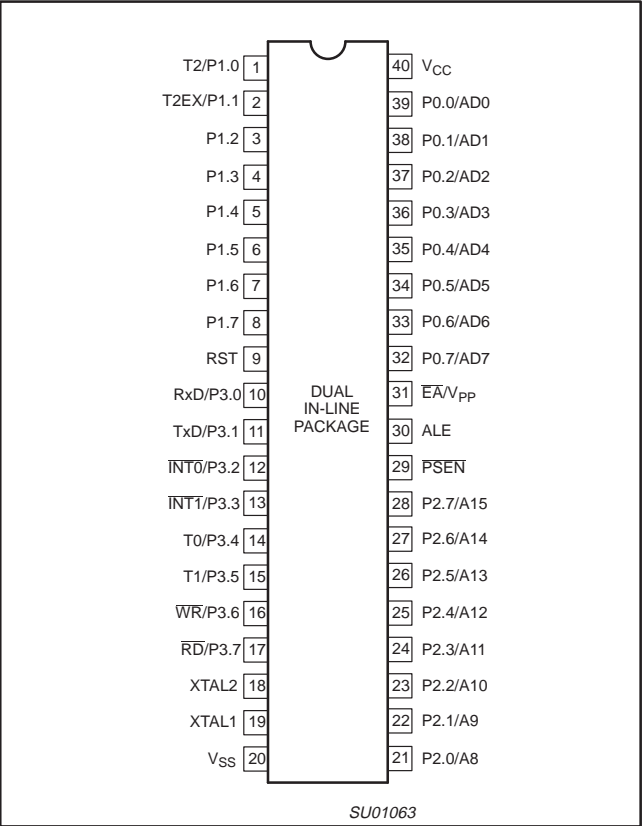 T2/P1.0 1
T2EX/P1.1 2
P1.2 3
P1.3 4
P1.4 5
P1.5 6
P1.6 7
P1.7 8
RST 9
RxD/P3.0 10
TxD/P3.1 11
I̅N̅T̅0̅/P3.2 12
I̅N̅T̅1̅/P3.3 13
T0/P3.4 14
T1/P3.5 15
W̅R̅/P3.6 16
R̅D̅/P3.7 17
XTAL2 18
XTAL1 19
VSS 20
DUAL
IN-LINE
PACKAGE
40 VCC
39 P0.0/AD0
38 P0.1/AD1
37 P0.2/AD2
36 P0.3/AD3
35 P0.4/AD4
34 P0.5/AD5
33 P0.6/AD6
32 P0.7/AD7
31 E̅A̅/VPP
30 ALE
29 P̅S̅E̅N̅
28 P2.7/A15
27 P2.6/A14
26 P2.5/A13
25 P2.4/A12
24 P2.3/A11
23 P2.2/A10
22 P2.1/A9
21 P2.0/A8
SU01063